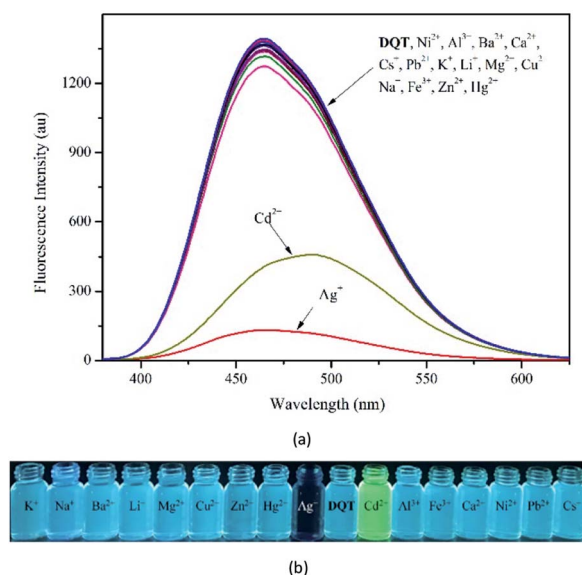 DQT, Ni²⁺, Al³⁻, Ba²⁺, Ca²⁺,
Cs⁺, Pb²⁺, K⁺, Li⁺, Mg²⁻, Cu²
Na⁻, Fe³⁺, Zn²⁺, Hg²⁻
Fluorescence Intensity (au)
1200
900
600
300
0
Cd²⁻
Ag⁺
400 450 500 550 600
Wavelength (nm)
(a)
K⁺ Na⁺ Ba²⁻ Li⁻ Mg²⁺ Cu²⁻ Zn²⁻ Hg²⁻ Ag⁻ DQT Cd²⁻ Al³⁺ Fe³⁺ Ca²⁻ Ni²⁺ Pb²⁺ Cs⁻
(b)